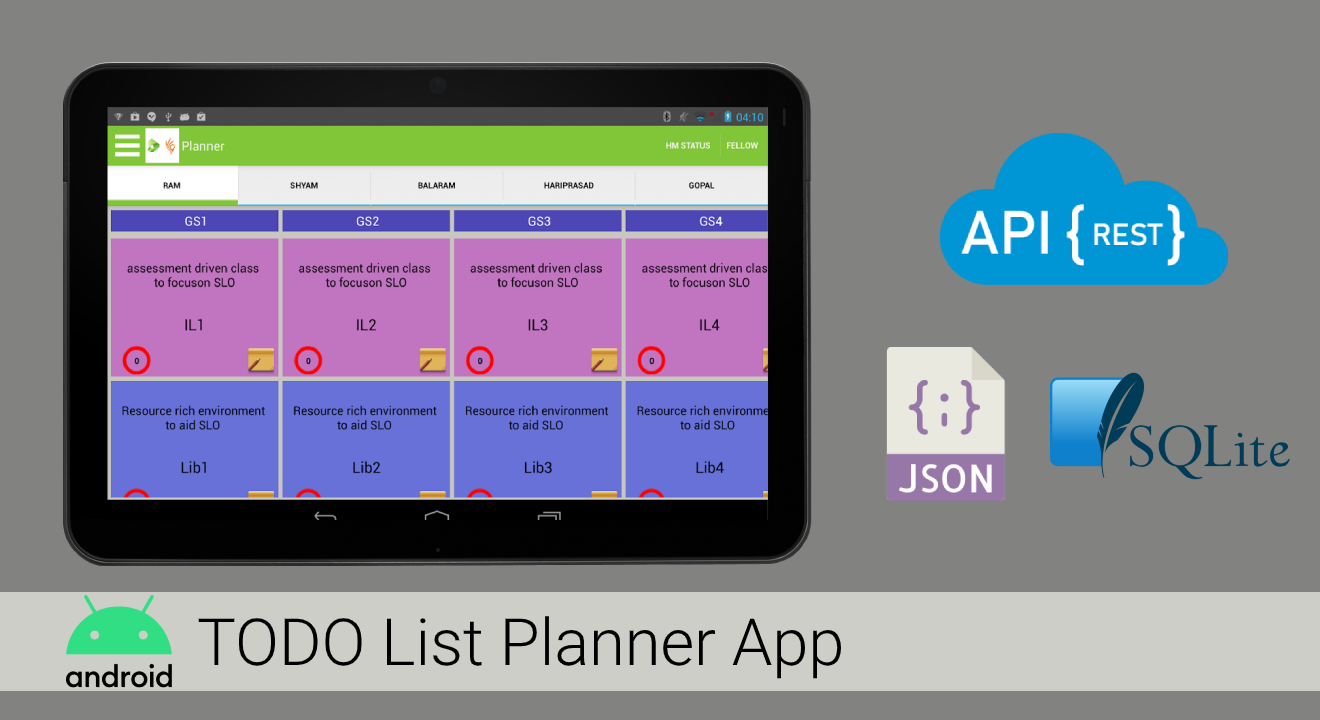 04:10
Planner
HM STATUS
FELLOW
RAM
SHYAM
BALARAM
HARIPRASAD
GOPAL
GS1
GS2
GS3
GS4
assessment driven class
to focuson SLO
IL1
0
assessment driven class
to focuson SLO
IL2
0
assessment driven class
to focuson SLO
IL3
0
assessment driven clas
to focuson SLO
IL4
0
Resource rich environment
to aid SLO
Lib1
Resource rich environment
to aid SLO
Lib2
Resource rich environment
to aid SLO
Lib3
Resource rich environme
to aid SLO
Lib4
API { REST }
{;}
JSON
SQLite
android
TODO List Planner App